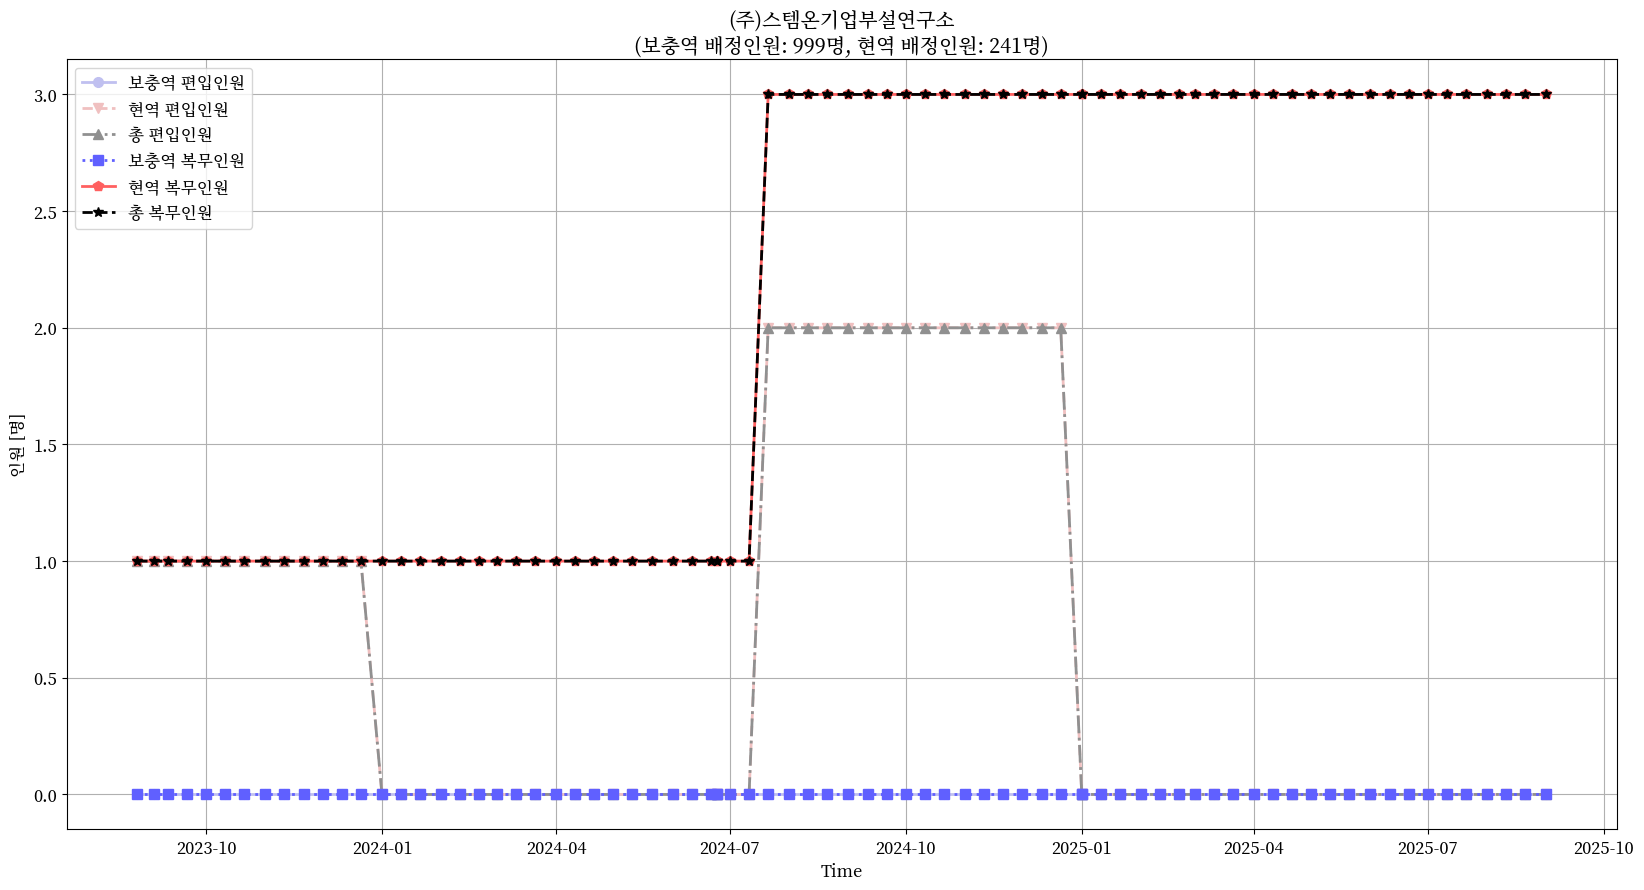 (주)스템온기업부설연구소
(보충역 배정인원: 999명, 현역 배정인원: 241명)
보충역 편입인원
현역 편입인원
총 편입인원
보충역 복무인원
현역 복무인원
총 복무인원
3.0
2.5
2.0
1.5
1.0
0.5
0.0
인원 [명]
2023-10
2024-01
2024-04
2024-07
2024-10
2025-01
2025-04
2025-07
2025-10
Time